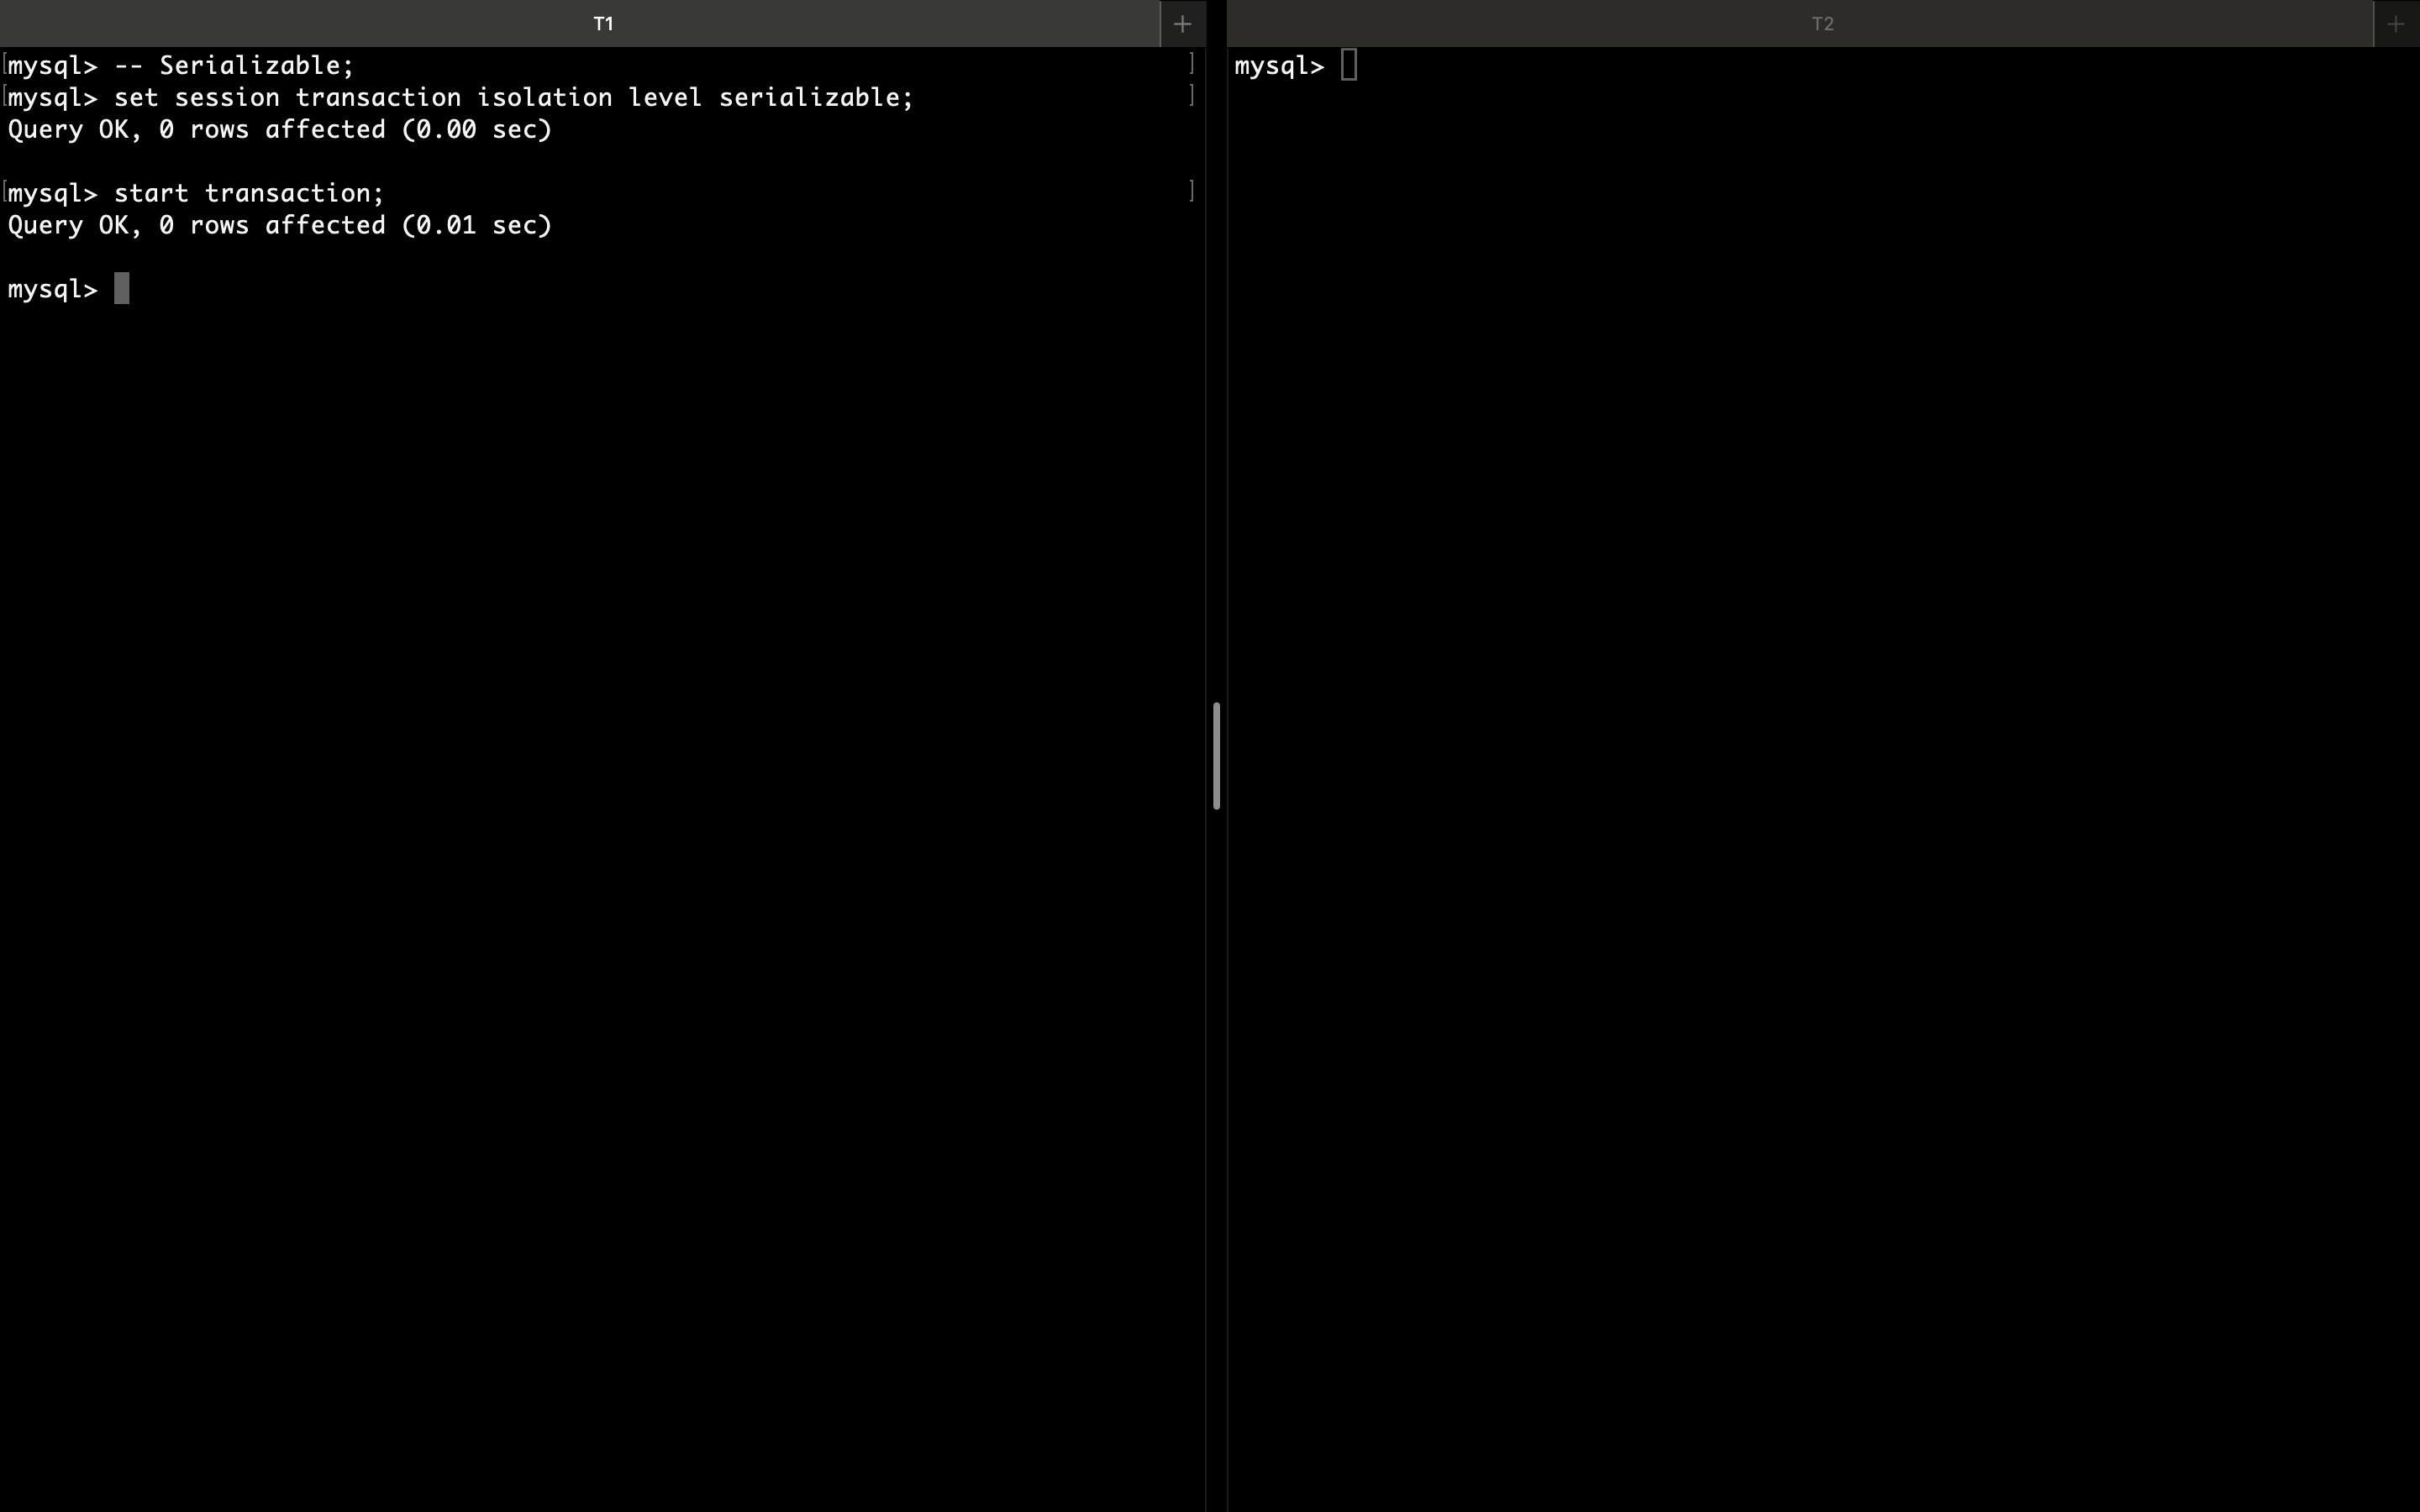 T1
mysql> -- Serializable;
mysql> set session transaction isolation level serializable;
Query OK, 0 rows affected (0.00 sec)
mysql> start transaction;
Query OK, 0 rows affected (0.01 sec)
mysql>
T2
mysql>